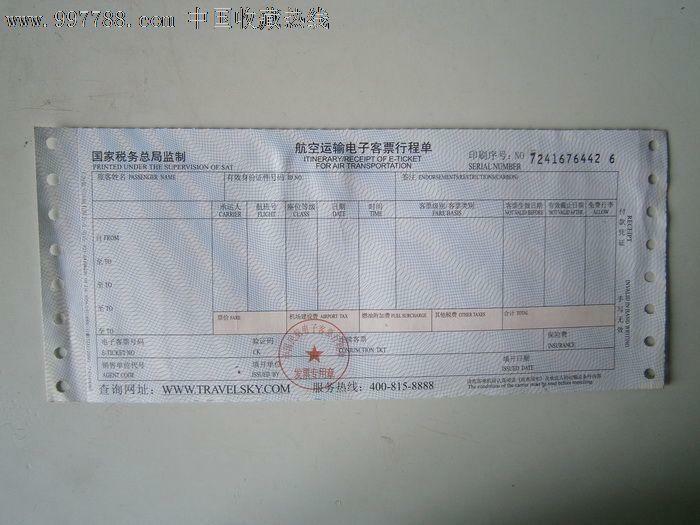 www.997788.com 中国收藏热线
国家税务总局监制
PRINTED UNDER THE SUPERVISION OF SAT
航空运输电子客票行程单
ITINERARY/RECEIPT OF E-TICKET
FOR AIR TRANSPORTATION
印刷序号: NO 7241676442 6
SERIAL NUMBER
旅客姓名 PASSENGER NAME 有效身份证件号码 ID.NO. 签注 ENDORSEMENTS/RESTRICTIONS(CARBON)
承运人 航班号 座位等级 日期 时间 客票级别/客票类别 客票生效日期 有效截止日期 免费行李
CARRIER FLIGHT CLASS DATE TIME FARE BASIS NOT VALID BEFORE NOT VALID AFTER ALLOW
自 FROM
至 TO
至 TO
至 TO
至 TO
票价 FARE 机场建设费 AIRPORT TAX 燃油附加费 FUEL SURCHARGE 其他税费 OTHER TAXES 合计 TOTAL
电子客票号码 验证码 连续客票 保险费
E-TICKET NO CK CONJUNCTION TKT INSURANCE
销售单位代号 填开单位 填开日期
AGENT CODE ISSUED BY ISSUED DATE
发票专用章
查询网址: WWW.TRAVELSKY.COM 服务热线: 400-815-8888
The conditions of the carrier must be read before travelling.
付款凭据 RECEIPT
手写无效 INVALID IN HAND WRITING